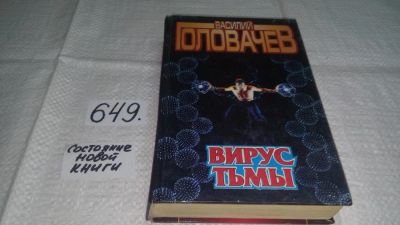 649.
состояние
новой
книги
ВАСИЛИЙ
ГОЛОВАЧЕВ
ВИРУС
ТЬМЫ